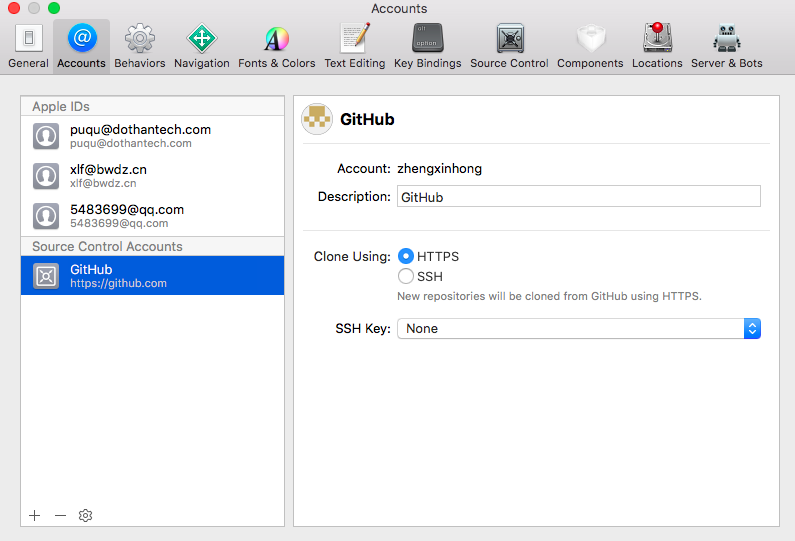 Accounts
General
Accounts
Behaviors
Navigation
Fonts & Colors
Text Editing
Key Bindings
Source Control
Components
Locations
Server & Bots
Apple IDs
puqu@dothantech.com
puqu@dothantech.com
xlf@bwdz.cn
xlf@bwdz.cn
5483699@qq.com
5483699@qq.com
Source Control Accounts
GitHub
https://github.com
GitHub
Account: zhengxinhong
Description: GitHub
Clone Using: HTTPS
SSH
New repositories will be cloned from GitHub using HTTPS.
SSH Key: None